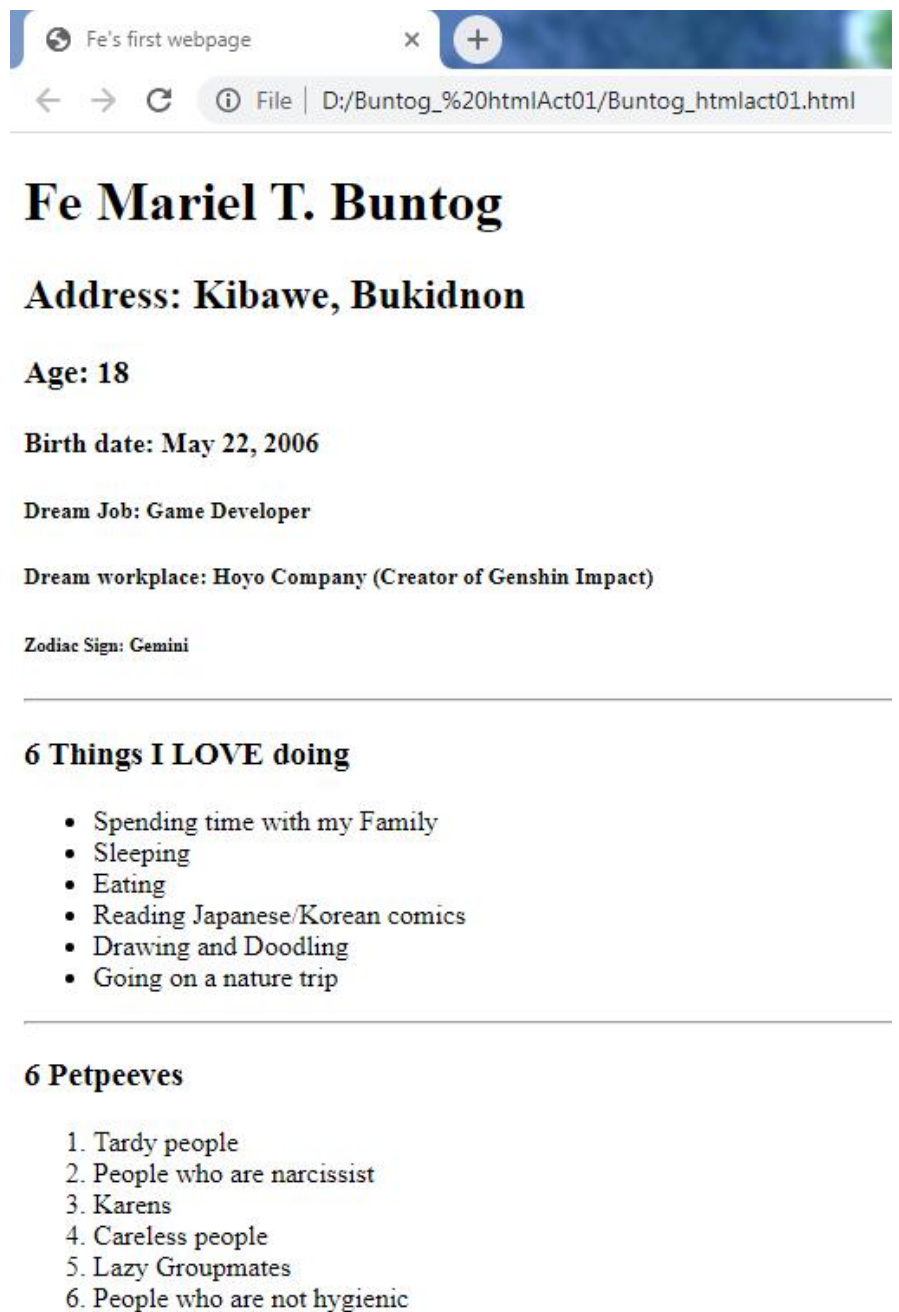 Fe's first webpage
File | D:/Buntog_%20htmlAct01/Buntog_htmlact01.html
Fe Mariel T. Buntog
Address: Kibawe, Bukidnon
Age: 18
Birth date: May 22, 2006
Dream Job: Game Developer
Dream workplace: Hoyo Company (Creator of Genshin Impact)
Zodiac Sign: Gemini
6 Things I LOVE doing
• Spending time with my Family
• Sleeping
• Eating
• Reading Japanese/Korean comics
• Drawing and Doodling
• Going on a nature trip
6 Petpeeves
1. Tardy people
2. People who are narcissist
3. Karens
4. Careless people
5. Lazy Groupmates
6. People who are not hygienic